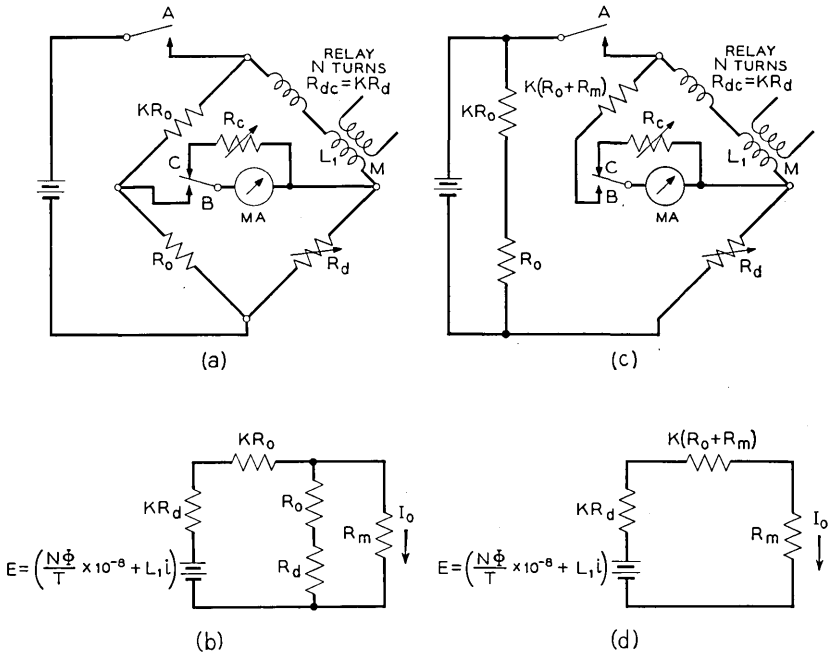 A
RELAY
N TURNS
R_dc = KR_d
KR_o
R_c
C
B
MA
L_1
M
R_o
R_d
(a)
A
RELAY
N TURNS
R_dc = KR_d
K(R_o+R_m)
KR_o
R_c
C
B
MA
L_1
M
R_o
R_d
(c)
KR_o
KR_d
R_o
R_m
I_o
R_d
E = (NΦ/T ×10^-8 + L_1 i)
(b)
K(R_o+R_m)
KR_d
R_m
I_o
E = (NΦ/T ×10^-8 + L_1 i)
(d)